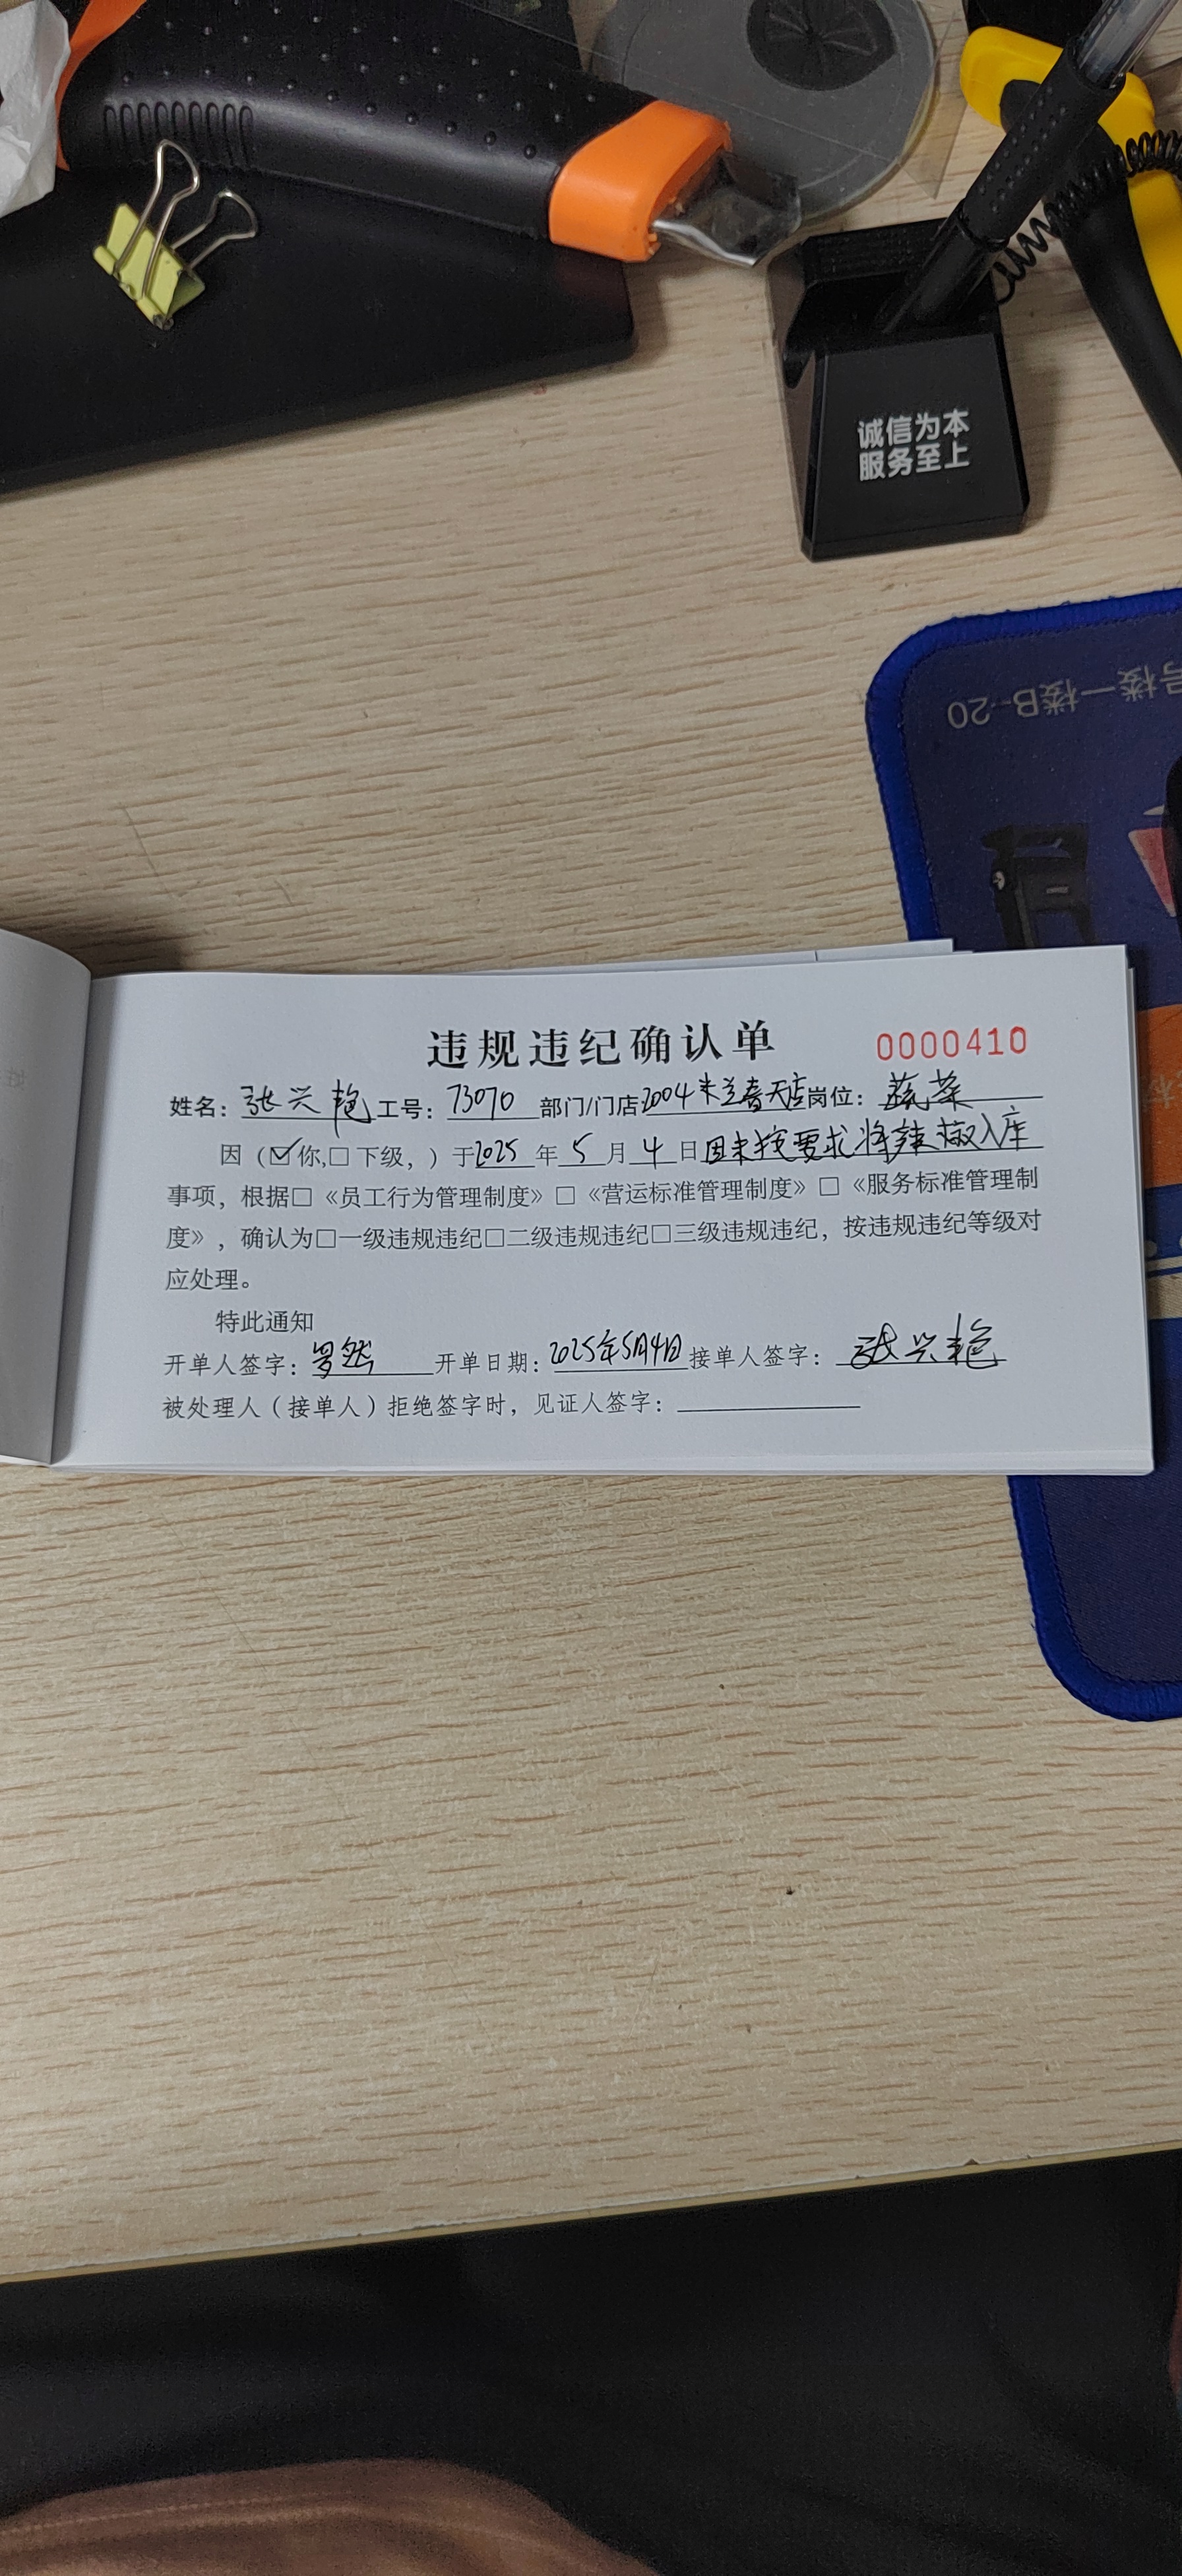 诚信为本
服务至上
号楼一楼B-20
违规违纪确认单 0000410
姓名：张兴艳 工号：73070 部门/门店2004米兰春天店 岗位：蔬菜
因（☑你,□下级，）于2025年5月4日因未按要求将辣椒入库
事项，根据□《员工行为管理制度》□《营运标准管理制度》□《服务标准管理制
度》，确认为□一级违规违纪□二级违规违纪□三级违规违纪，按违规违纪等级对
应处理。
特此通知
开单人签字：罗然 开单日期：2025年5月4日 接单人签字：张兴艳
被处理人（接单人）拒绝签字时，见证人签字：